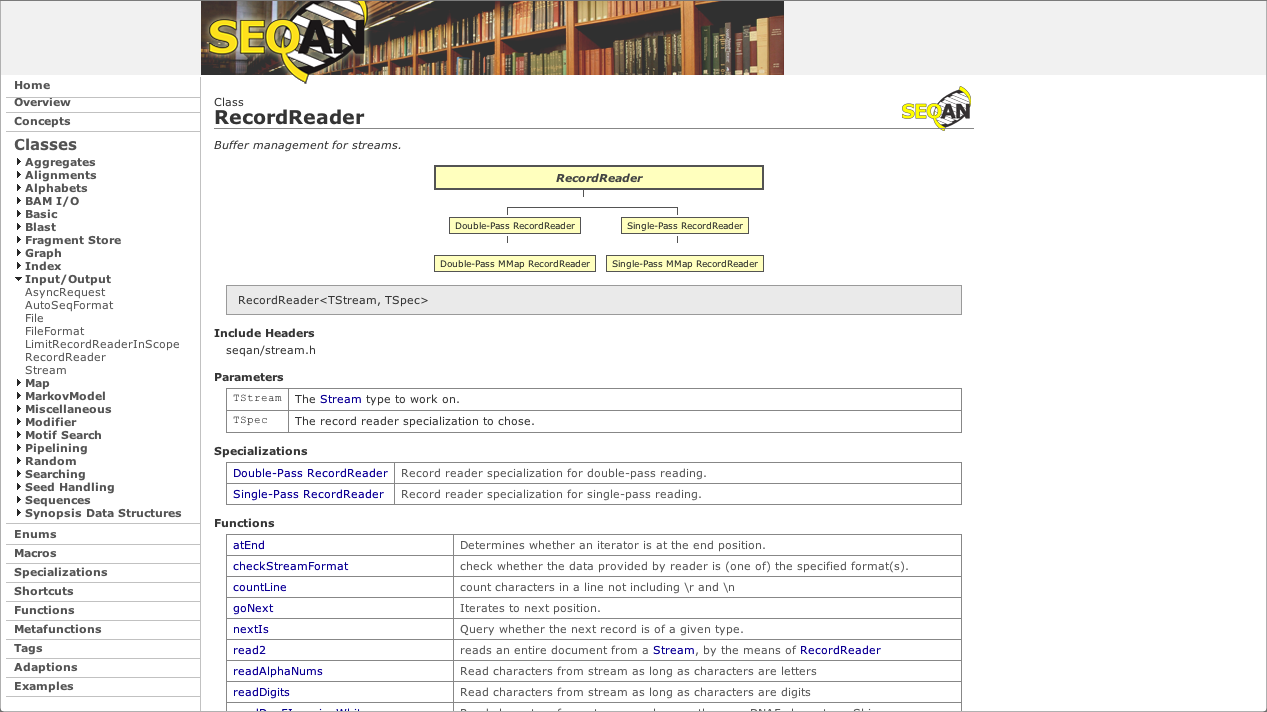 SEQAN
Home
Overview
Concepts
Classes
Aggregates
Alignments
Alphabets
BAM I/O
Basic
Blast
Fragment Store
Graph
Index
Input/Output
AsyncRequest
AutoSeqFormat
File
FileFormat
LimitRecordReaderInScope
RecordReader
Stream
Map
MarkovModel
Miscellaneous
Modifier
Motif Search
Pipelining
Random
Searching
Seed Handling
Sequences
Synopsis Data Structures
Enums
Macros
Specializations
Shortcuts
Functions
Metafunctions
Tags
Adaptions
Examples
Class
RecordReader
SEQAN
Buffer management for streams.
RecordReader
Double-Pass RecordReader Single-Pass RecordReader
Double-Pass MMap RecordReader Single-Pass MMap RecordReader
RecordReader<TStream, TSpec>
Include Headers
seqan/stream.h
Parameters
TStream The Stream type to work on.
TSpec The record reader specialization to chose.
Specializations
Double-Pass RecordReader Record reader specialization for double-pass reading.
Single-Pass RecordReader Record reader specialization for single-pass reading.
Functions
atEnd Determines whether an iterator is at the end position.
checkStreamFormat check whether the data provided by reader is (one of) the specified format(s).
countLine count characters in a line not including \r and \n
goNext Iterates to next position.
nextIs Query whether the next record is of a given type.
read2 reads an entire document from a Stream, by the means of RecordReader
readAlphaNums Read characters from stream as long as characters are letters
readDigits Read characters from stream as long as characters are digits